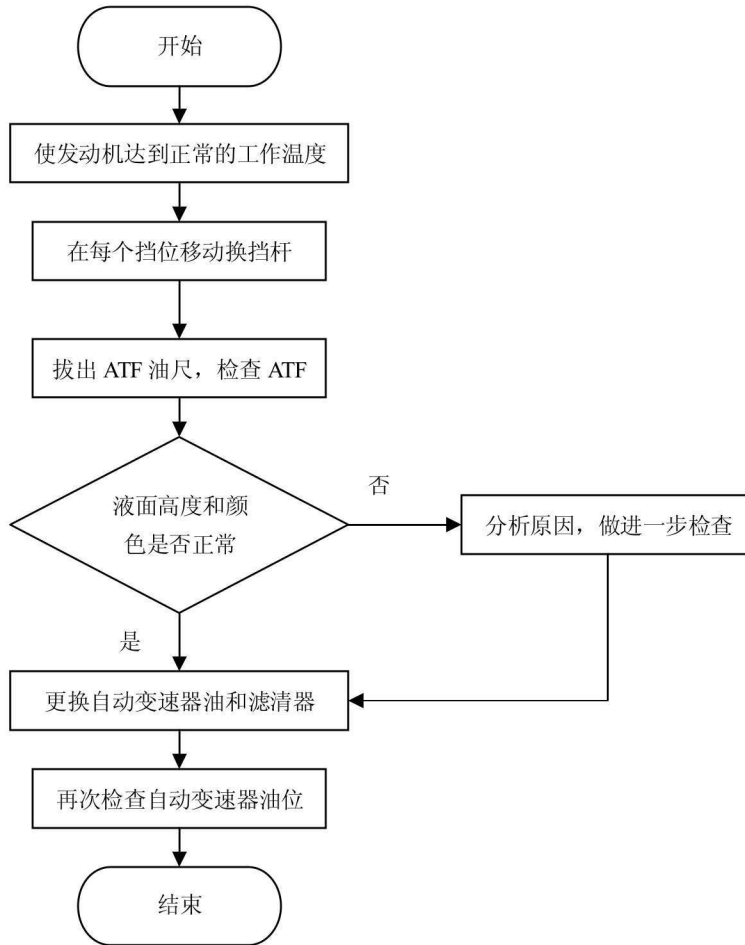 开始
使发动机达到正常的工作温度
在每个挡位移动换挡杆
拔出 ATF 油尺，检查 ATF
液面高度和颜
色是否正常
否
分析原因，做进一步检查
是
更换自动变速器油和滤清器
再次检查自动变速器油位
结束